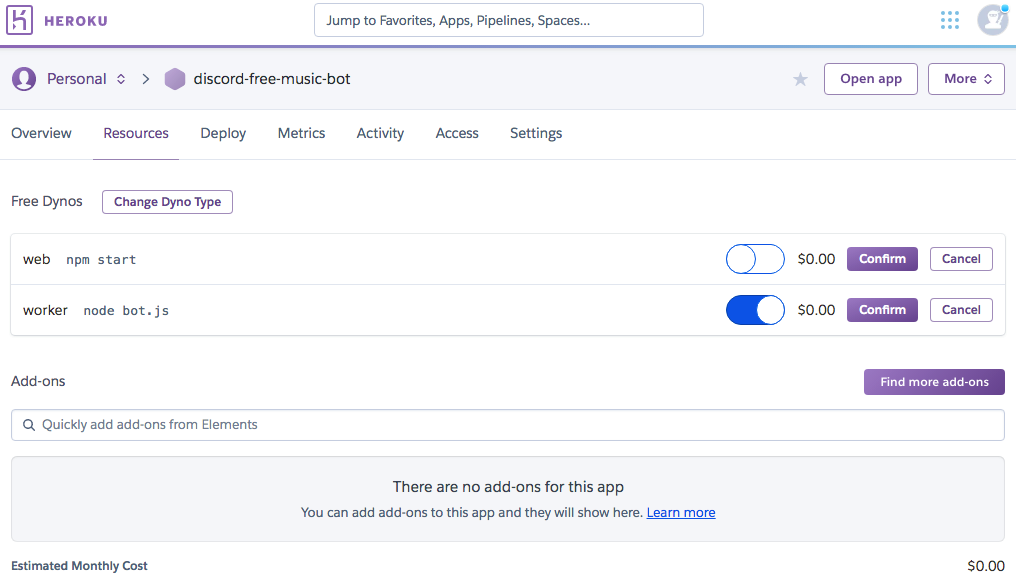 HEROKU
Jump to Favorites, Apps, Pipelines, Spaces...
Personal
discord-free-music-bot
Open app
More
Overview Resources Deploy Metrics Activity Access Settings
Free Dynos
Change Dyno Type
web npm start $0.00 Confirm Cancel
worker node bot.js $0.00 Confirm Cancel
Add-ons
Find more add-ons
Quickly add add-ons from Elements
There are no add-ons for this app
You can add add-ons to this app and they will show here. Learn more
Estimated Monthly Cost $0.00